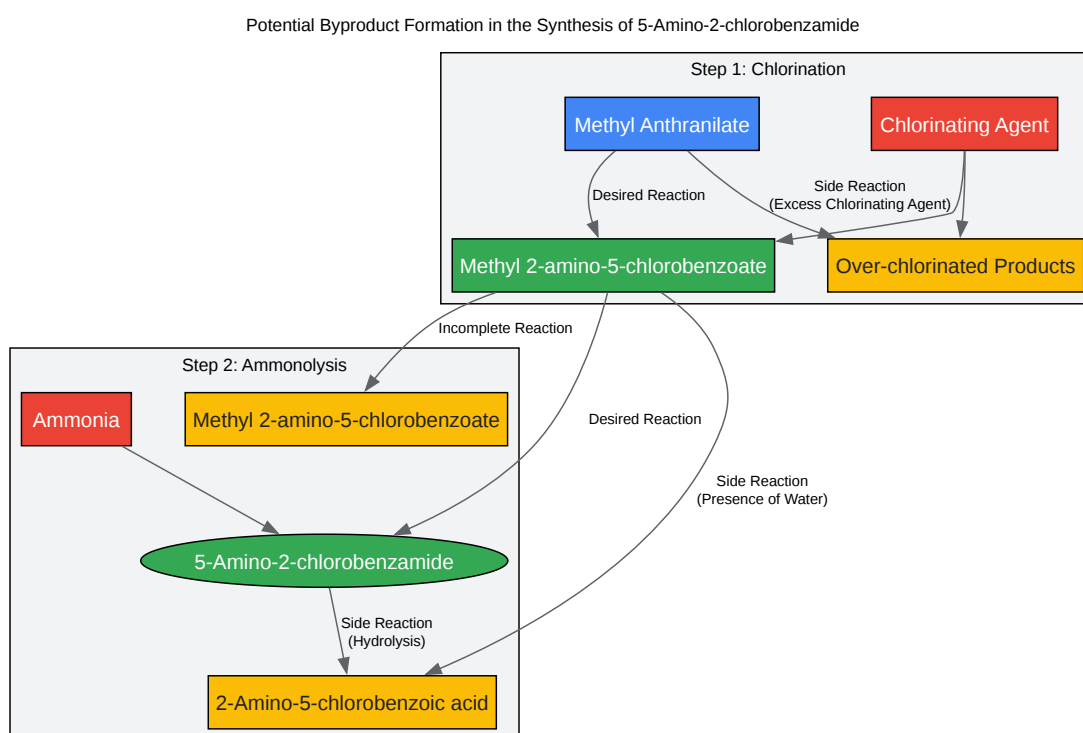 Potential Byproduct Formation in the Synthesis of 5-Amino-2-chlorobenzamide
Step 1: Chlorination
Methyl Anthranilate
Chlorinating Agent
Desired Reaction
Side Reaction
(Excess Chlorinating Agent)
Methyl 2-amino-5-chlorobenzoate
Over-chlorinated Products
Incomplete Reaction
Step 2: Ammonolysis
Ammonia
Methyl 2-amino-5-chlorobenzoate
Desired Reaction
Side Reaction
(Presence of Water)
5-Amino-2-chlorobenzamide
Side Reaction
(Hydrolysis)
2-Amino-5-chlorobenzoic acid